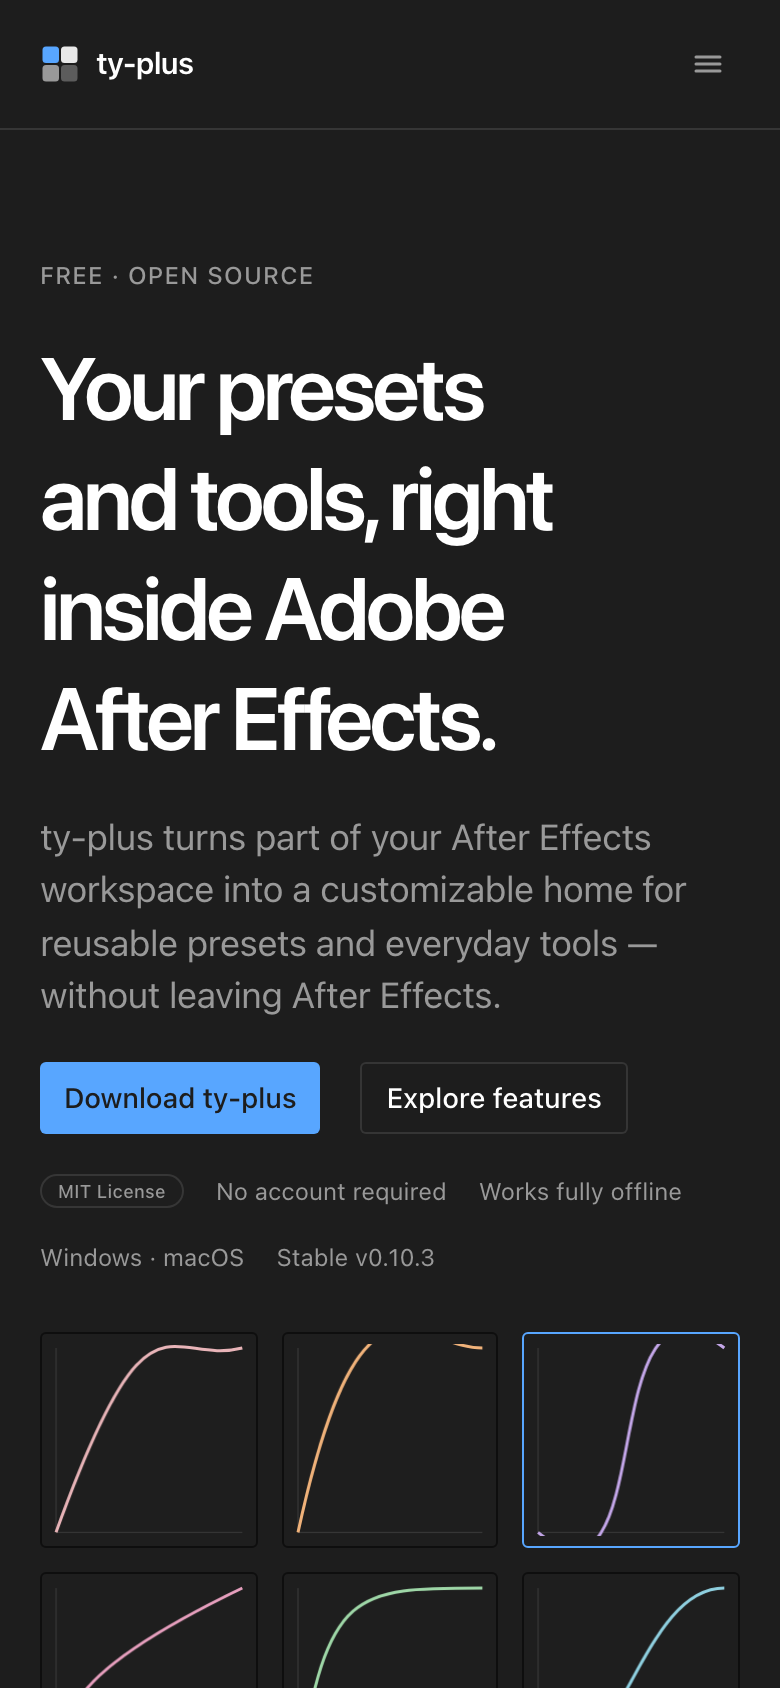 ty-plus
FREE · OPEN SOURCE
Your presets
and tools, right
inside Adobe
After Effects.
ty-plus turns part of your After Effects
workspace into a customizable home for
reusable presets and everyday tools —
without leaving After Effects.
Download ty-plus
Explore features
MIT License No account required Works fully offline
Windows · macOS Stable v0.10.3